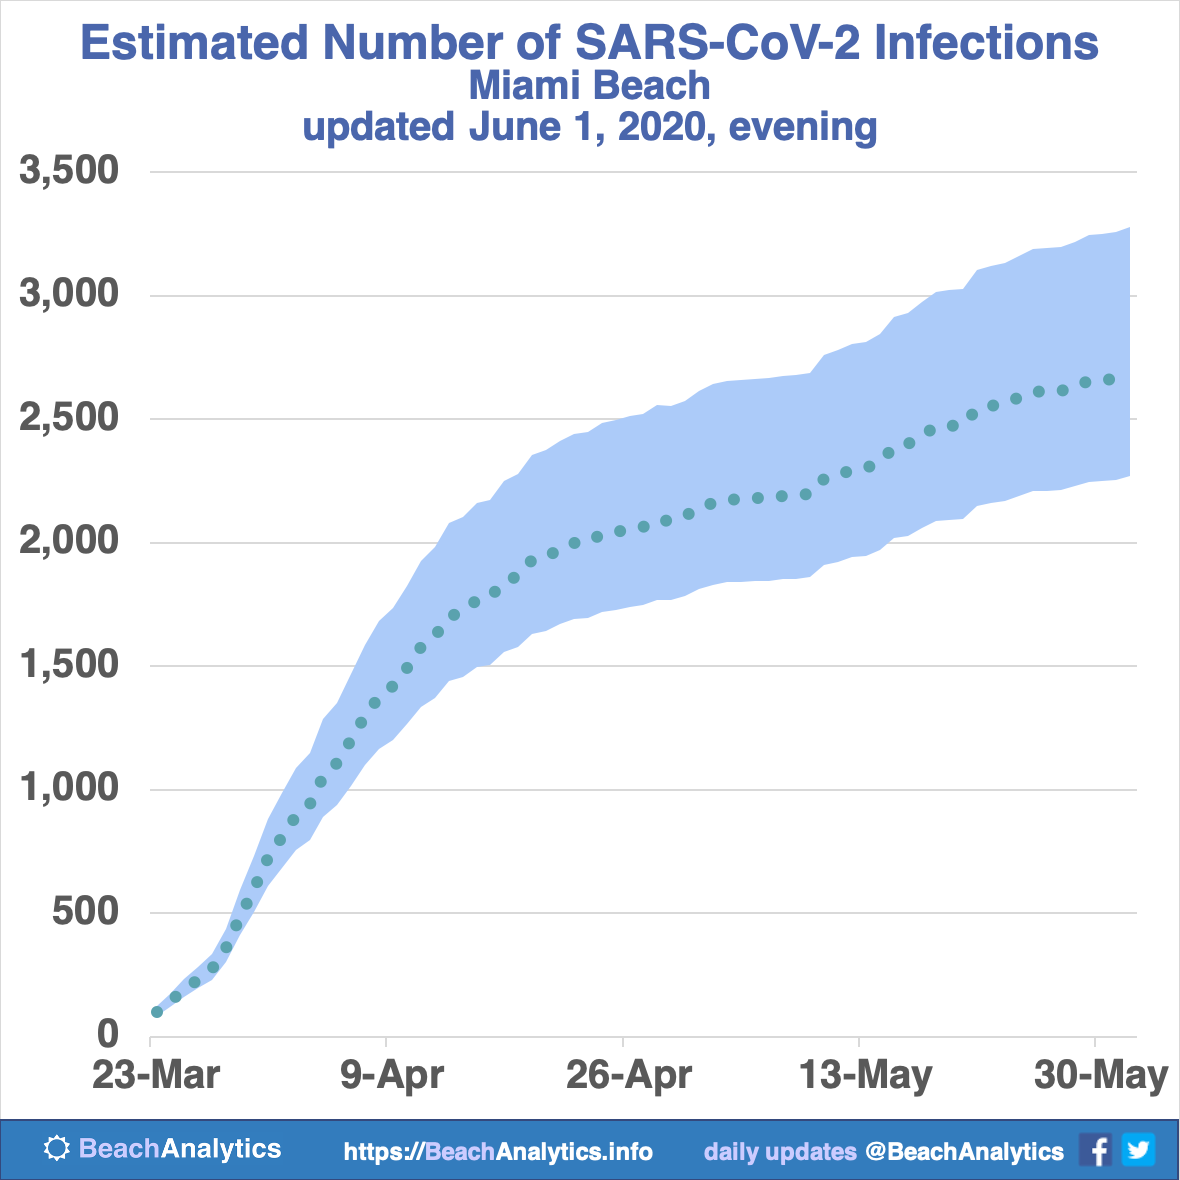 Estimated Number of SARS-CoV-2 Infections
Miami Beach
updated June 1, 2020, evening
3,500
3,000
2,500
2,000
1,500
1,000
500
0
23-Mar 9-Apr 26-Apr 13-May 30-May
BeachAnalytics https://BeachAnalytics.info daily updates @BeachAnalytics f